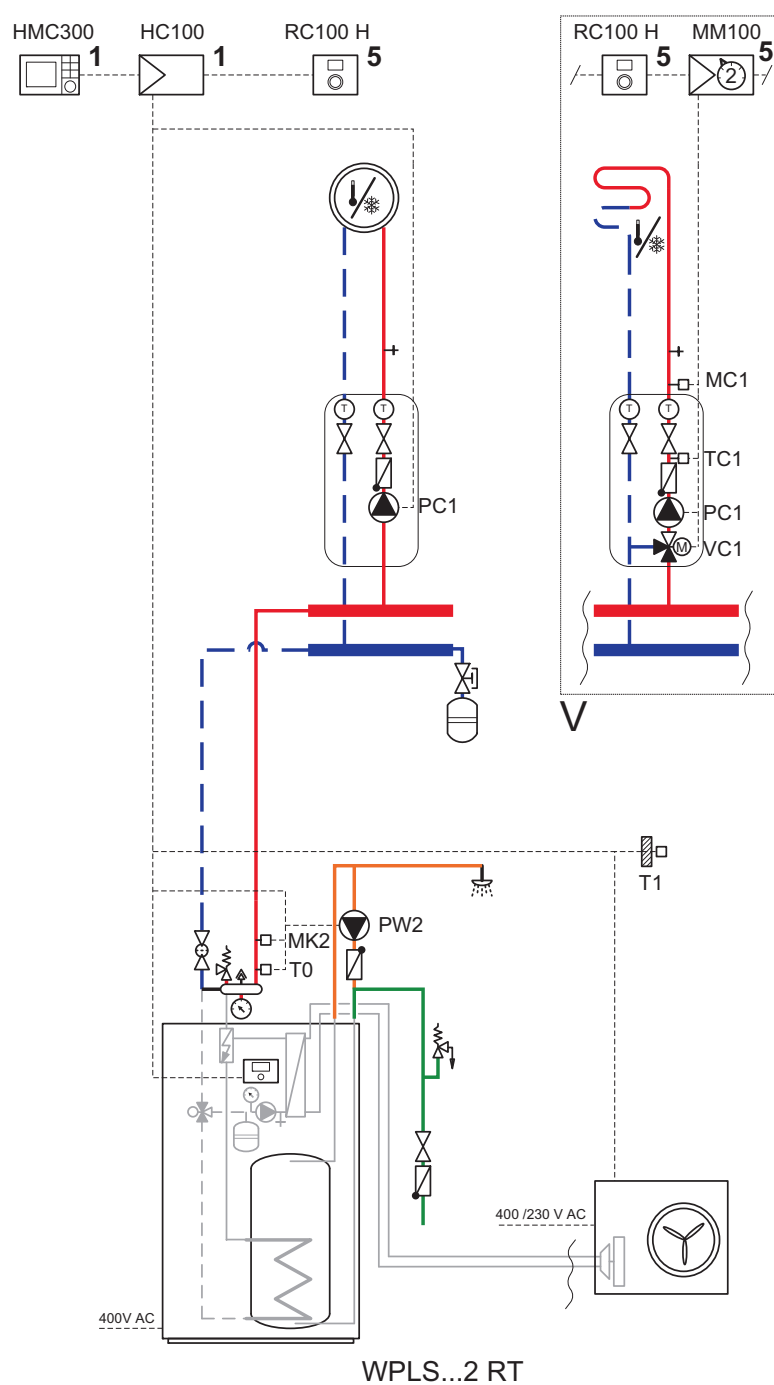 HMC300 HC100 RC100 H RC100 H MM100
1 1 5 5 5
2
MC1
T T T T
TC1
PC1 PC1
M VC1
V
T1
PW2
MK2
T0
400 /230 V AC
400V AC
WPLS...2 RT